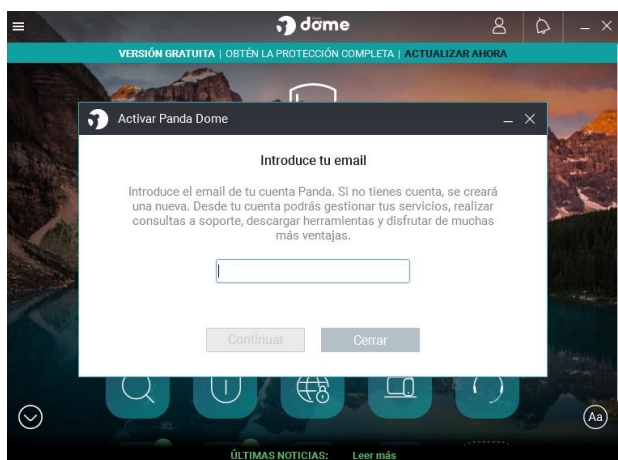 dome
VERSIÓN GRATUITA | OBTÉN LA PROTECCIÓN COMPLETA | ACTUALIZAR AHORA
Activar Panda Dome
Introduce tu email
Introduce el email de tu cuenta Panda. Si no tienes cuenta, se creará
una nueva. Desde tu cuenta podrás gestionar tus servicios, realizar
consultas a soporte, descargar herramientas y disfrutar de muchas
más ventajas.
Continuar Cerrar
Aa
ÚLTIMAS NOTICIAS: Leer más